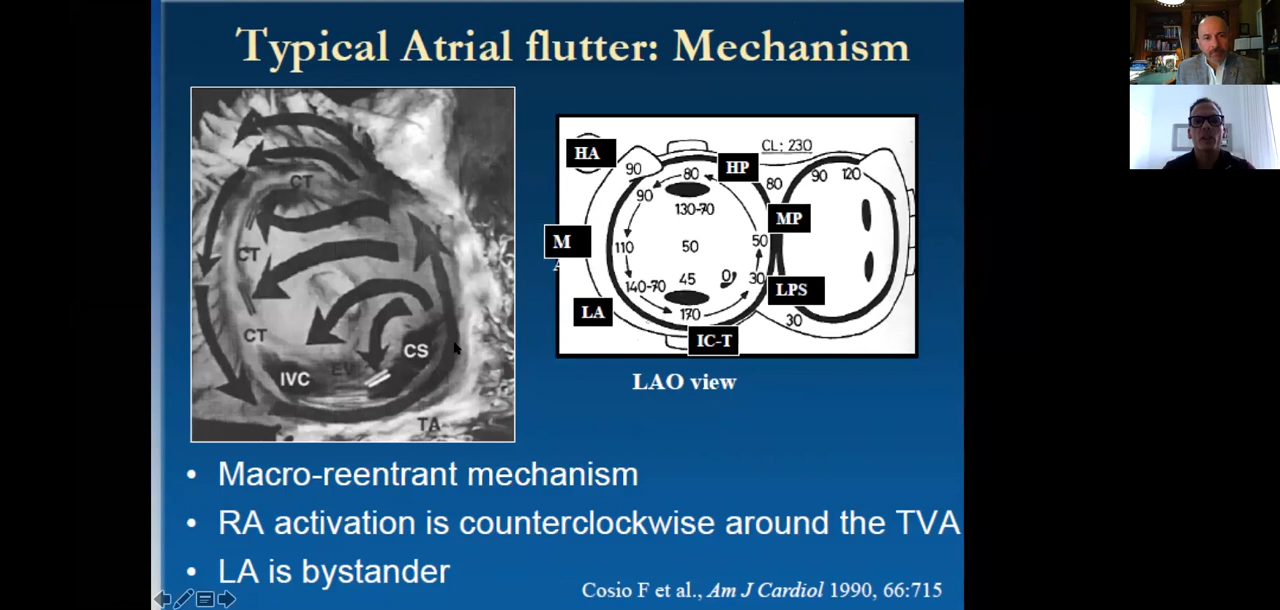 Typical Atrial flutter: Mechanism
CT
CT
CT
CS
IVC
EV
TA
HA
HP
CL: 230
90
80
90
130-70
80
90
120
M
MP
110
50
50
140-70
45
0
30
LPS
LA
170
30
IC-T
LAO view
• Macro-reentrant mechanism
• RA activation is counterclockwise around the TVA
• LA is bystander
Cosio F et al., Am J Cardiol 1990, 66:715